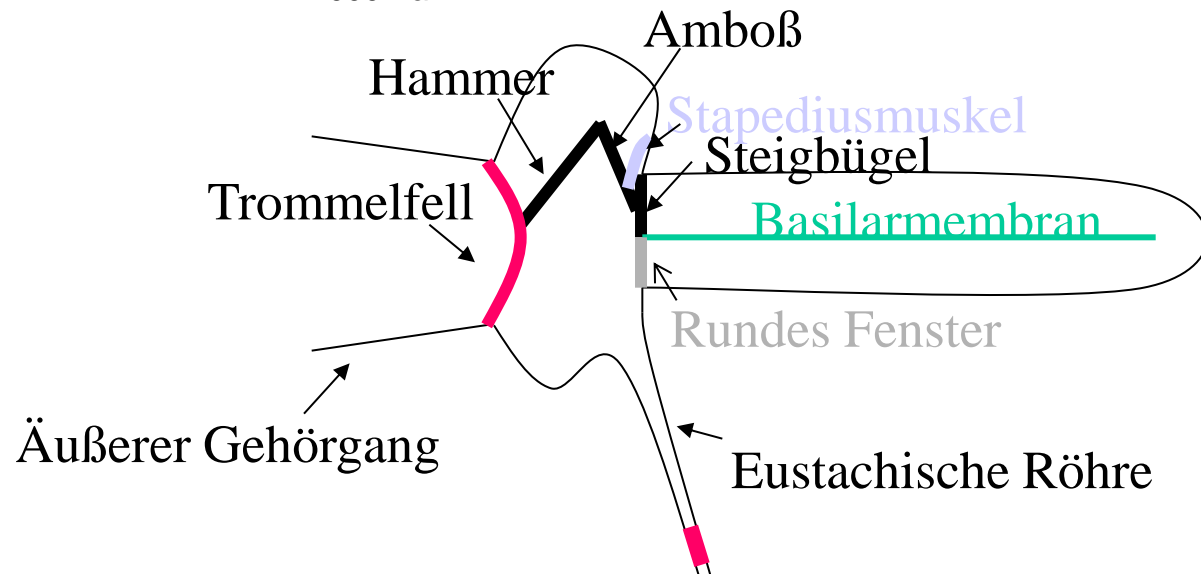 Amboß
Hammer
Stapediusmuskel
Steigbügel
Trommelfell
Basilarmembran
Rundes Fenster
Äußerer Gehörgang
Eustachische Röhre